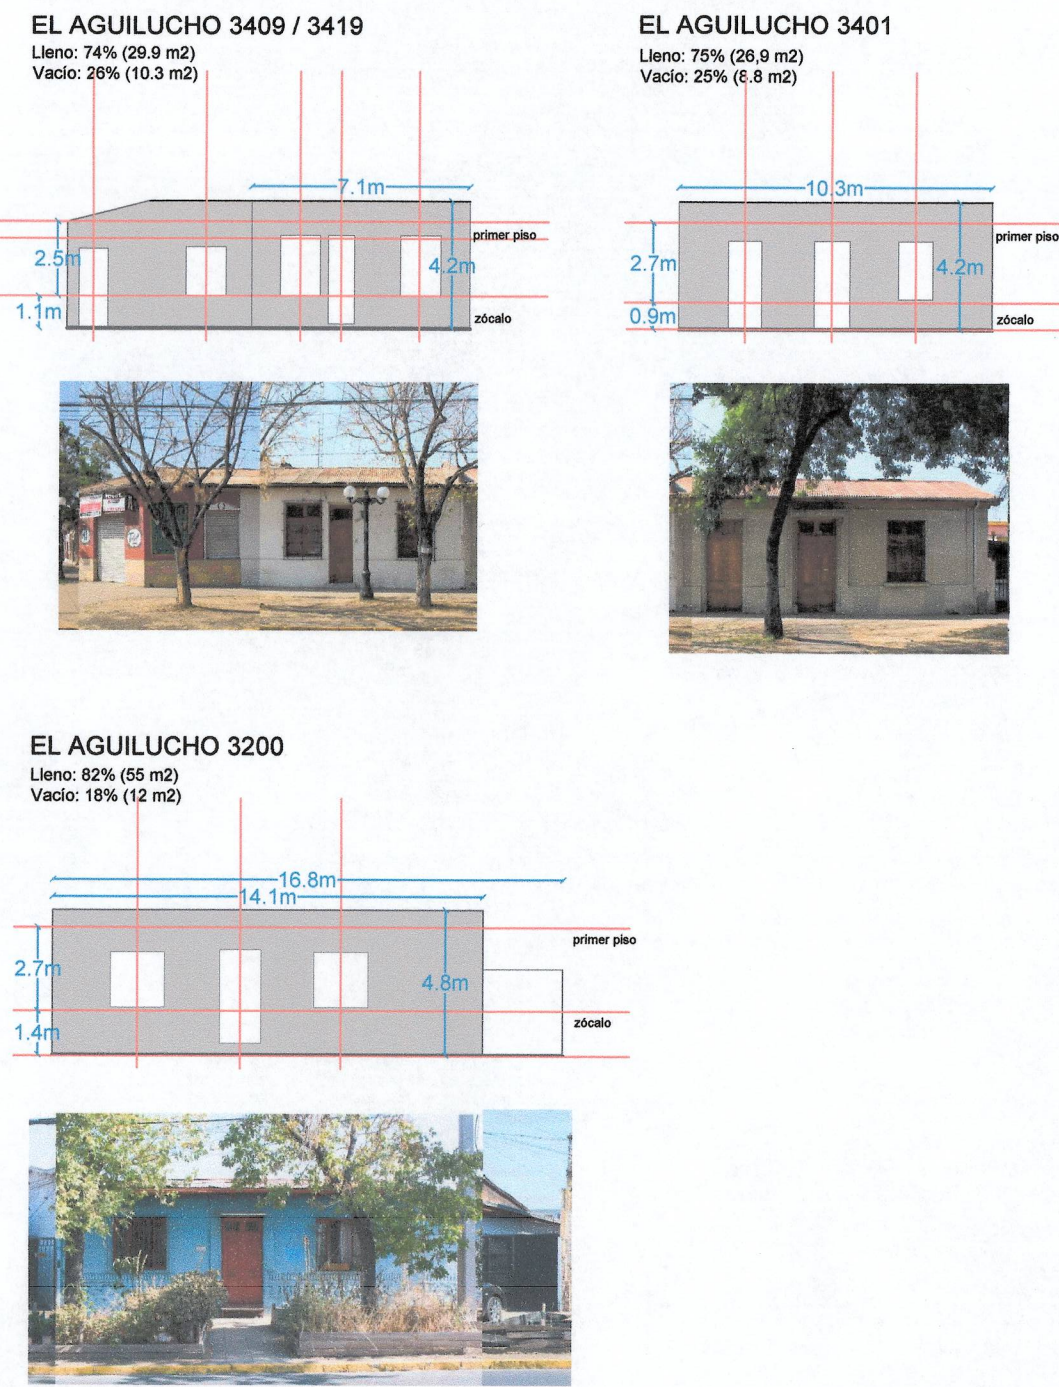 EL AGUILUCHO 3409 / 3419
Lleno: 74% (29.9 m2)
Vacío: 26% (10.3 m2)
7.1m
2.5m
1.1m
4.2m
primer piso
zócalo
EL AGUILUCHO 3401
Lleno: 75% (26,9 m2)
Vacío: 25% (8.8 m2)
10.3m
2.7m
0.9m
4.2m
primer piso
zócalo
EL AGUILUCHO 3200
Lleno: 82% (55 m2)
Vacío: 18% (12 m2)
16.8m
14.1m
2.7m
1.4m
4.8m
primer piso
zócalo